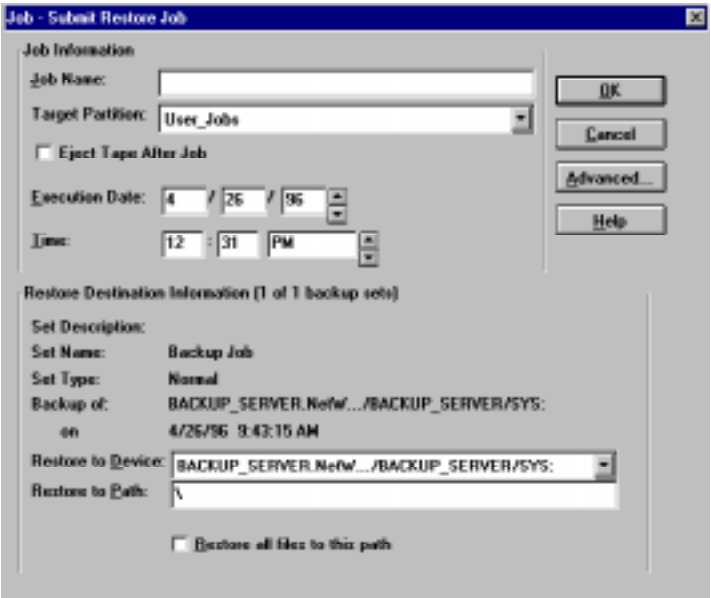 Job - Submit Restore Job
Job Information
Job Name:
OK
Target Partition: User_Jobs
Cancel
Eject Tape After Job
Advanced...
Execution Date: 4 / 26 / 96
Help
Time: 12 : 31 PM
Restore Destination Information (1 of 1 backup sets)
Set Description:
Set Name: Backup Job
Set Type: Normal
Backup of: BACKUP_SERVER.NetW.../BACKUP_SERVER/SYS:
on 4/26/96 9:43:15 AM
Restore to Device: BACKUP_SERVER.NetW.../BACKUP_SERVER/SYS:
Restore to Path: \
Restore all files to this path